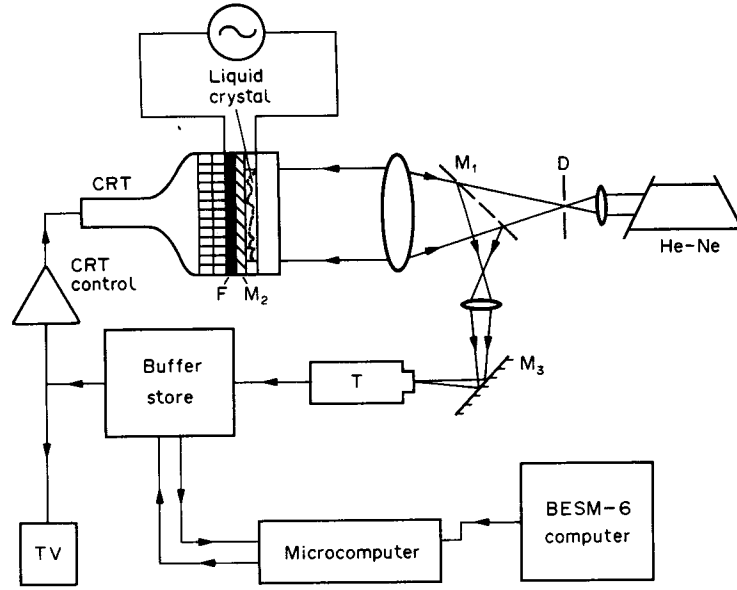 Liquid
crystal
CRT
M₁
D
He–Ne
CRT
control
F
M₂
Buffer
store
T
M₃
TV
Microcomputer
BESM–6
computer